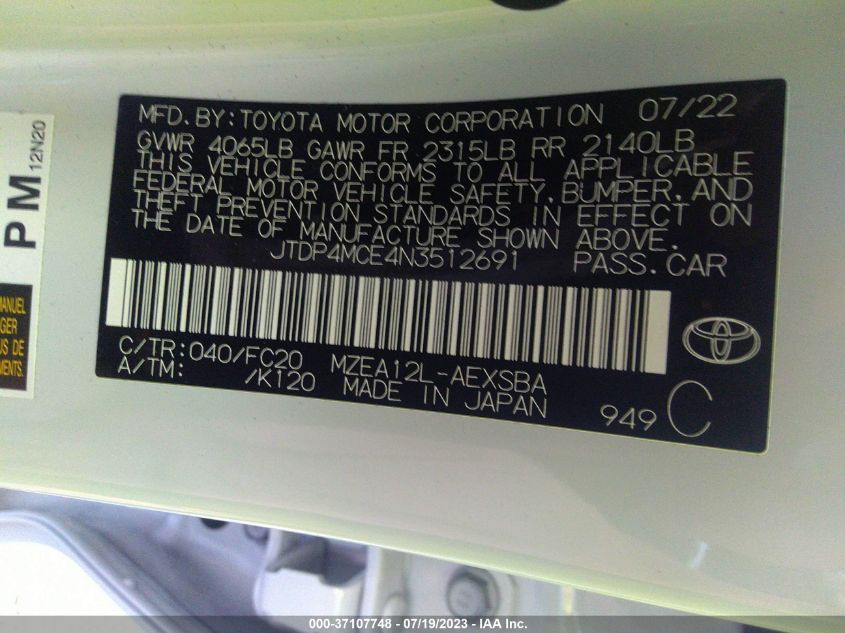 MFD. BY: TOYOTA MOTOR CORPORATION 07/22
GVWR 4065LB GAWR FR 2315LB RR 2140LB
THIS VEHICLE CONFORMS TO ALL APPLICABLE
FEDERAL MOTOR VEHICLE SAFETY, BUMPER, AND
THEFT PREVENTION STANDARDS IN EFFECT ON
THE DATE OF MANUFACTURE SHOWN ABOVE.
JTDP4MCE4N3512691 PASS. CAR
C/TR: 040/FC20 MZEA12L-AEXSBA
A/TM: /K120 MADE IN JAPAN
949 C
PM 12N20
MANUEL
GER
US DE
000-37107748 - 07/19/2023 - IAA Inc.